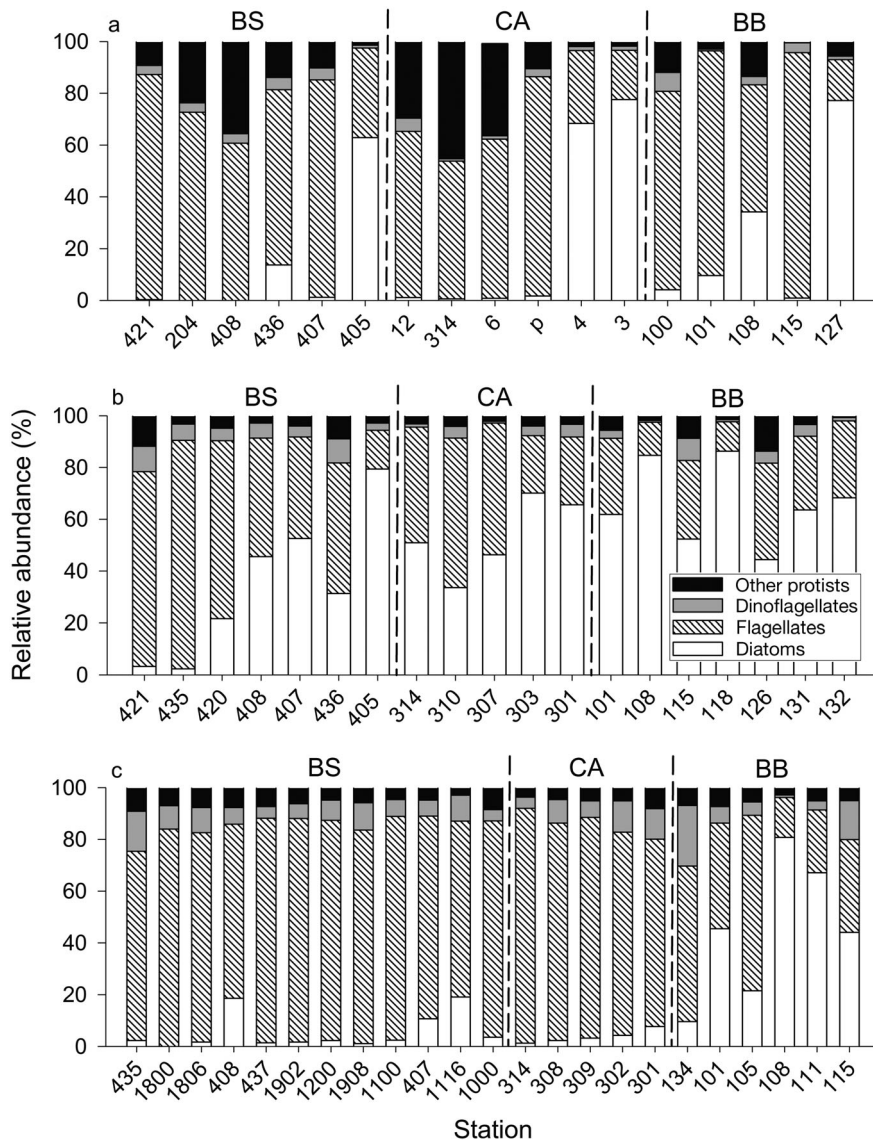 a
BS
CA
BB
100
80
60
40
20
0
421 204 408 436 407 405 12 314 6 p 4 3 100 101 108 115 127
Relative abundance (%)
b
BS
CA
BB
100
80
60
40
20
0
Other protists
Dinoflagellates
Flagellates
Diatoms
421 435 420 408 407 436 405 314 310 307 303 301 101 108 115 118 126 131 132
c
BS
CA
BB
100
80
60
40
20
0
435 1800 1806 408 437 1902 1200 1908 1100 407 1116 1000 314 308 309 302 301 134 101 105 108 111 115
Station